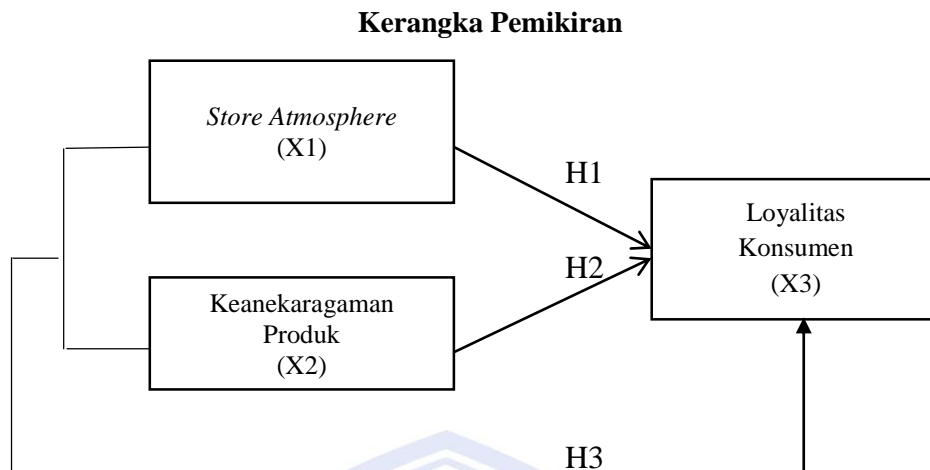 Kerangka Pemikiran
Store Atmosphere
(X1)
H1
Loyalitas
Konsumen
(X3)
H2
Keanekaragaman
Produk
(X2)
H3